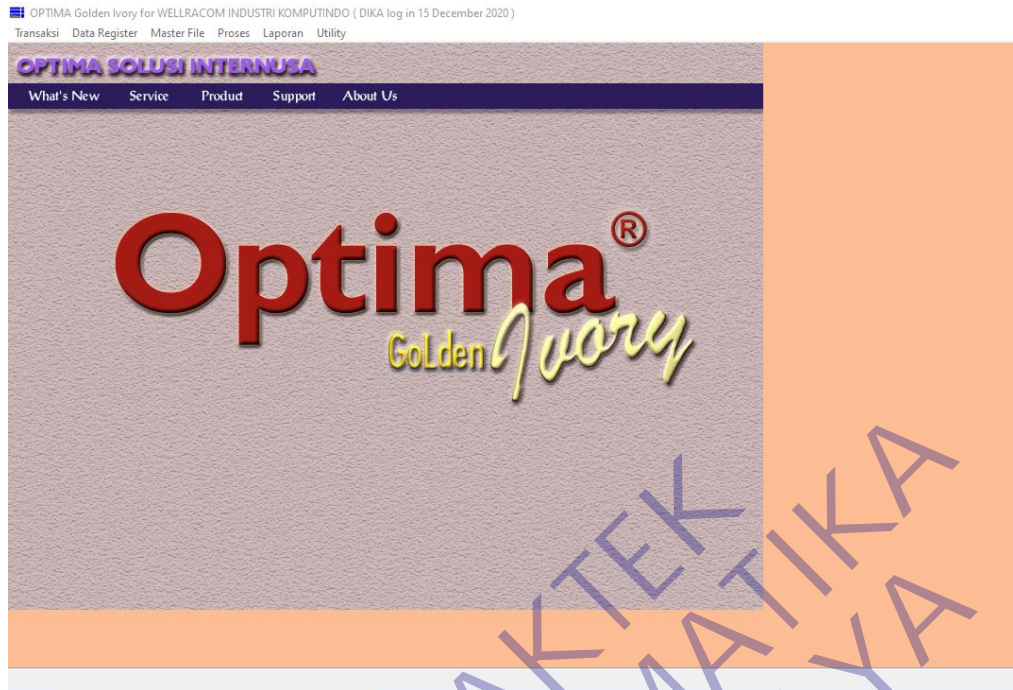 OPTIMA Golden Ivory for WELLRACOM INDUSTRI KOMPUTINDO ( DIKA log in 15 December 2020 )
Transaksi Data Register Master File Proses Laporan Utility
OPTIMA SOLUSI INTERNUSA
What's New Service Product Support About Us
Optima®
GoLden Ivory